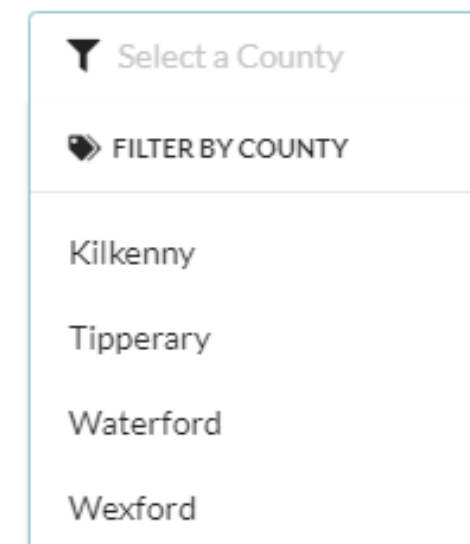 Select a County
FILTER BY COUNTY
Kilkenny
Tipperary
Waterford
Wexford